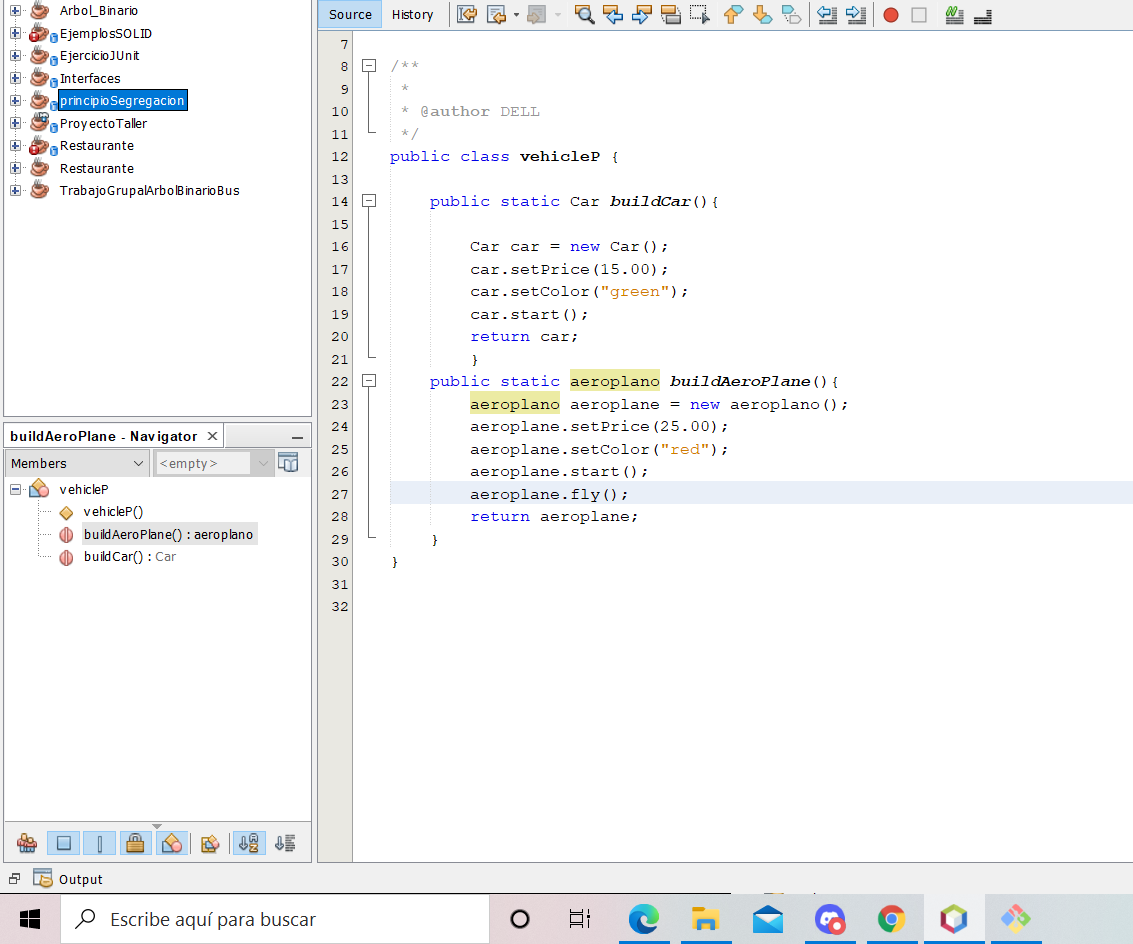 Arbol_Binario
EjemplosSOLID
EjercicioJUnit
Interfaces
principioSegregacion
ProyectoTaller
Restaurante
Restaurante
TrabajoGrupalArbolBinarioBus
buildAeroPlane - Navigator
Members
<empty>
vehicleP
vehicleP()
buildAeroPlane() : aeroplano
buildCar() : Car
Source History
7
8 /**
9  *
10  * @author DELL
11  */
12 public class vehicleP {
13
14     public static Car buildCar(){
15
16         Car car = new Car();
17         car.setPrice(15.00);
18         car.setColor("green");
19         car.start();
20         return car;
21         }
22     public static aeroplano buildAeroPlane(){
23         aeroplano aeroplane = new aeroplano();
24         aeroplane.setPrice(25.00);
25         aeroplane.setColor("red");
26         aeroplane.start();
27         aeroplane.fly();
28         return aeroplane;
29     }
30 }
31
32
Output
Escribe aquí para buscar